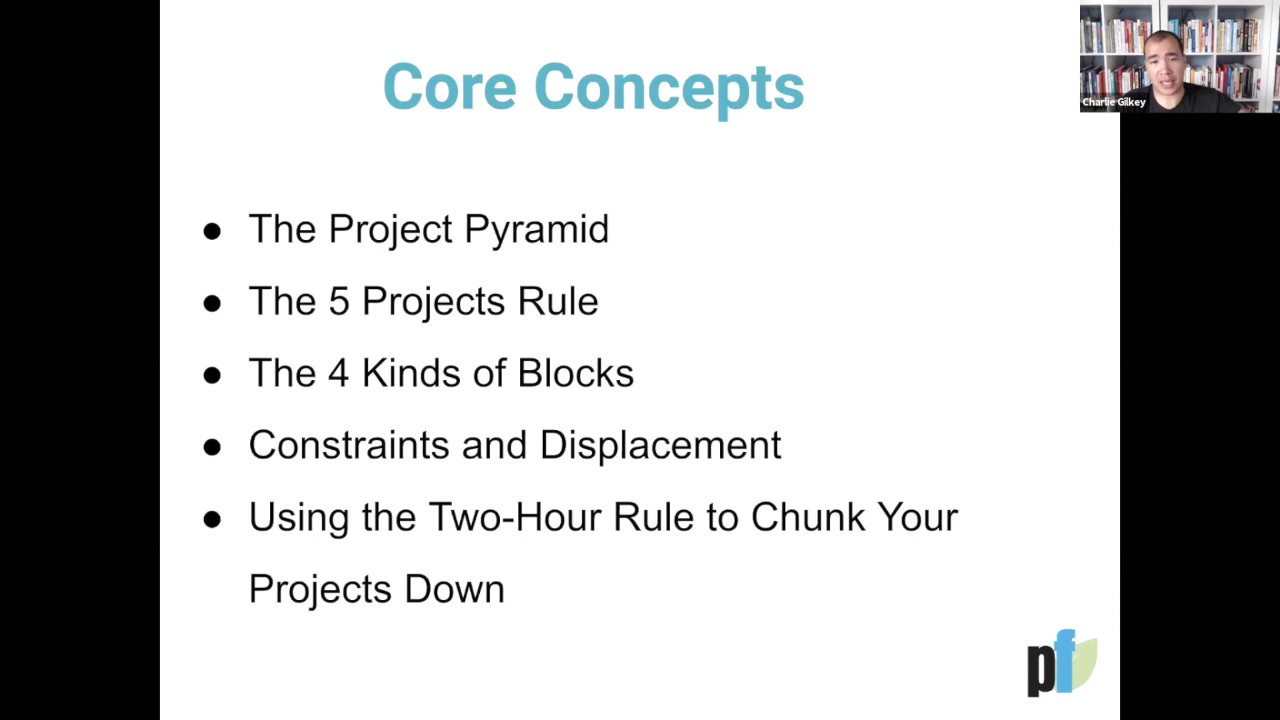 Core Concepts
Charlie Gilkey
● The Project Pyramid
● The 5 Projects Rule
● The 4 Kinds of Blocks
● Constraints and Displacement
● Using the Two-Hour Rule to Chunk Your
Projects Down
pf